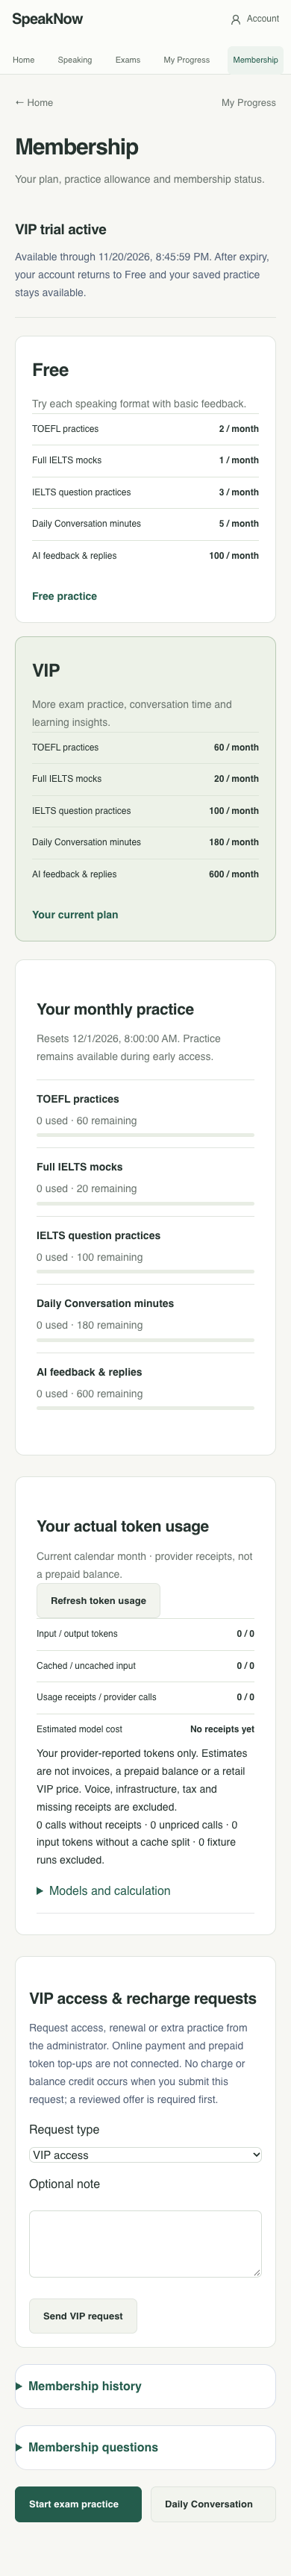 SpeakNow
Account
Home
Speaking
Exams
My Progress
Membership
← Home
My Progress
Membership
Your plan, practice allowance and membership status.
VIP trial active
Available through 11/20/2026, 8:45:59 PM. After expiry,
your account returns to Free and your saved practice
stays available.
Free
Try each speaking format with basic feedback.
TOEFL practices 2 / month
Full IELTS mocks 1 / month
IELTS question practices 3 / month
Daily Conversation minutes 5 / month
AI feedback & replies 100 / month
Free practice
VIP
More exam practice, conversation time and
learning insights.
TOEFL practices 60 / month
Full IELTS mocks 20 / month
IELTS question practices 100 / month
Daily Conversation minutes 180 / month
AI feedback & replies 600 / month
Your current plan
Your monthly practice
Resets 12/1/2026, 8:00:00 AM. Practice
remains available during early access.
TOEFL practices
0 used · 60 remaining
Full IELTS mocks
0 used · 20 remaining
IELTS question practices
0 used · 100 remaining
Daily Conversation minutes
0 used · 180 remaining
AI feedback & replies
0 used · 600 remaining
Your actual token usage
Current calendar month · provider receipts, not
a prepaid balance.
Refresh token usage
Input / output tokens 0 / 0
Cached / uncached input 0 / 0
Usage receipts / provider calls 0 / 0
Estimated model cost No receipts yet
Your provider-reported tokens only. Estimates
are not invoices, a prepaid balance or a retail
VIP price. Voice, infrastructure, tax and
missing receipts are excluded.
0 calls without receipts · 0 unpriced calls · 0
input tokens without a cache split · 0 fixture
runs excluded.
Models and calculation
VIP access & recharge requests
Request access, renewal or extra practice from
the administrator. Online payment and prepaid
token top-ups are not connected. No charge or
balance credit occurs when you submit this
request; a reviewed offer is required first.
Request type
VIP access
Optional note
Send VIP request
Membership history
Membership questions
Start exam practice
Daily Conversation